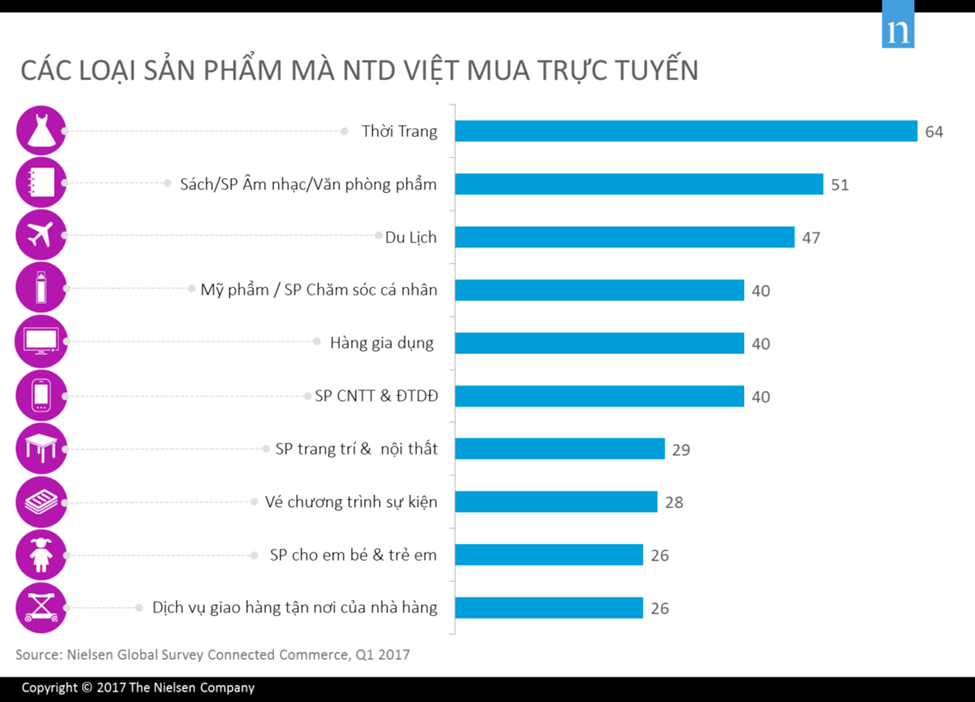 n
CÁC LOẠI SẢN PHẨM MÀ NTD VIỆT MUA TRỰC TUYẾN
Thời Trang 64
Sách/SP Âm nhạc/Văn phòng phẩm 51
Du Lịch 47
Mỹ phẩm / SP Chăm sóc cá nhân 40
Hàng gia dụng 40
SP CNTT & ĐTDĐ 40
SP trang trí & nội thất 29
Vé chương trình sự kiện 28
SP cho em bé & trẻ em 26
Dịch vụ giao hàng tận nơi của nhà hàng 26
Source: Nielsen Global Survey Connected Commerce, Q1 2017
Copyright © 2017 The Nielsen Company